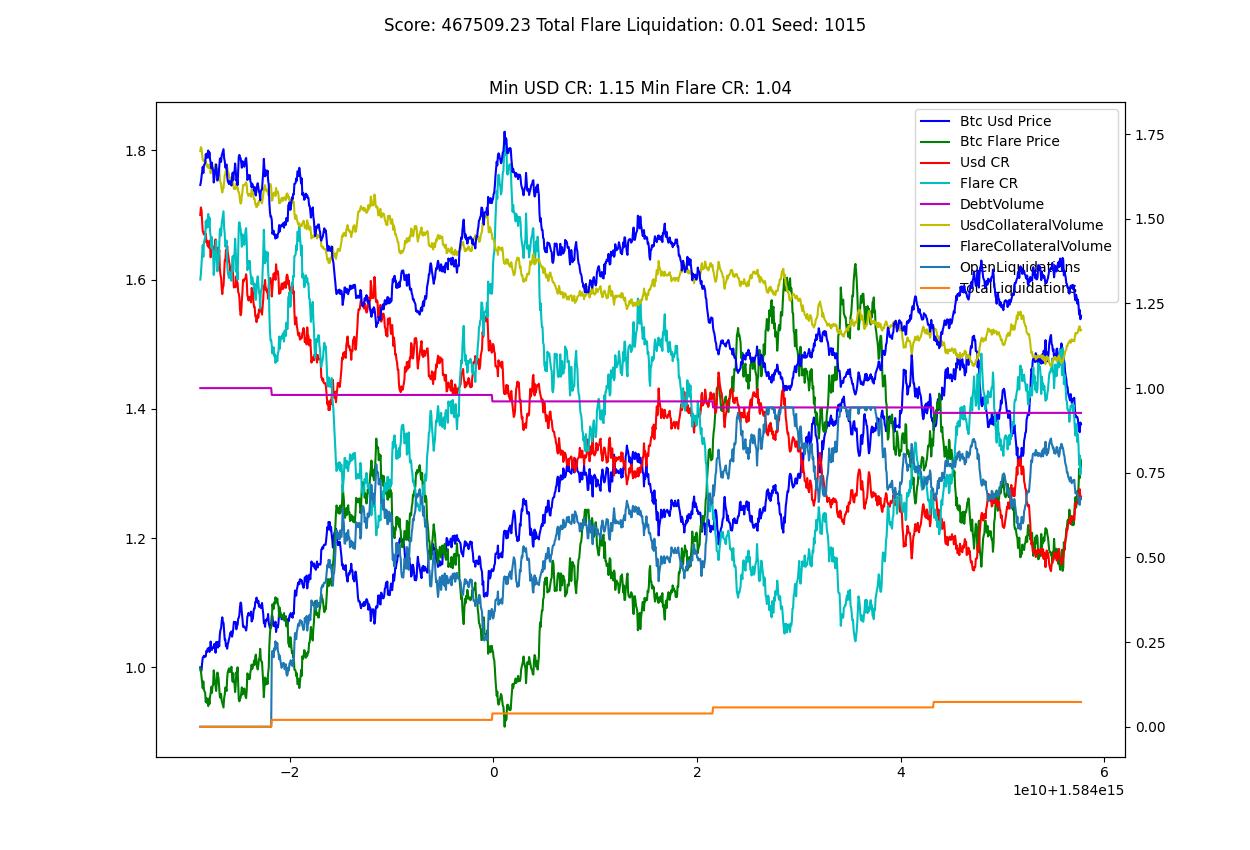 Score: 467509.23 Total Flare Liquidation: 0.01 Seed: 1015
Min USD CR: 1.15 Min Flare CR: 1.04
1.8
1.6
1.4
1.2
1.0
1.75
1.50
1.25
1.00
0.75
0.50
0.25
0.00
Btc Usd Price
Btc Flare Price
Usd CR
Flare CR
DebtVolume
UsdCollateralVolume
FlareCollateralVolume
OpenLiquidations
TotalLiquidations
−2 0 2 4 6
1e10+1.584e15